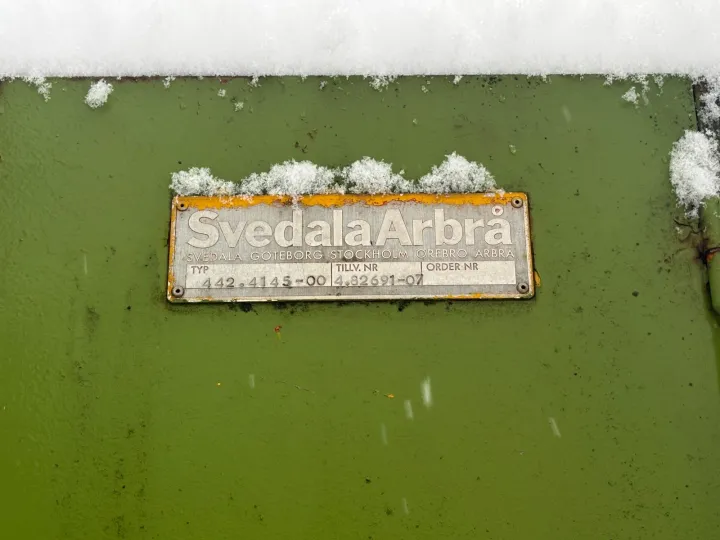 SvedalaArbrå
SVEDALA GÖTEBORG STOCKHOLM ÖREBRO ARBRÅ
TYP TILLV. NR ORDER NR
442.4145-00 4.82691-07